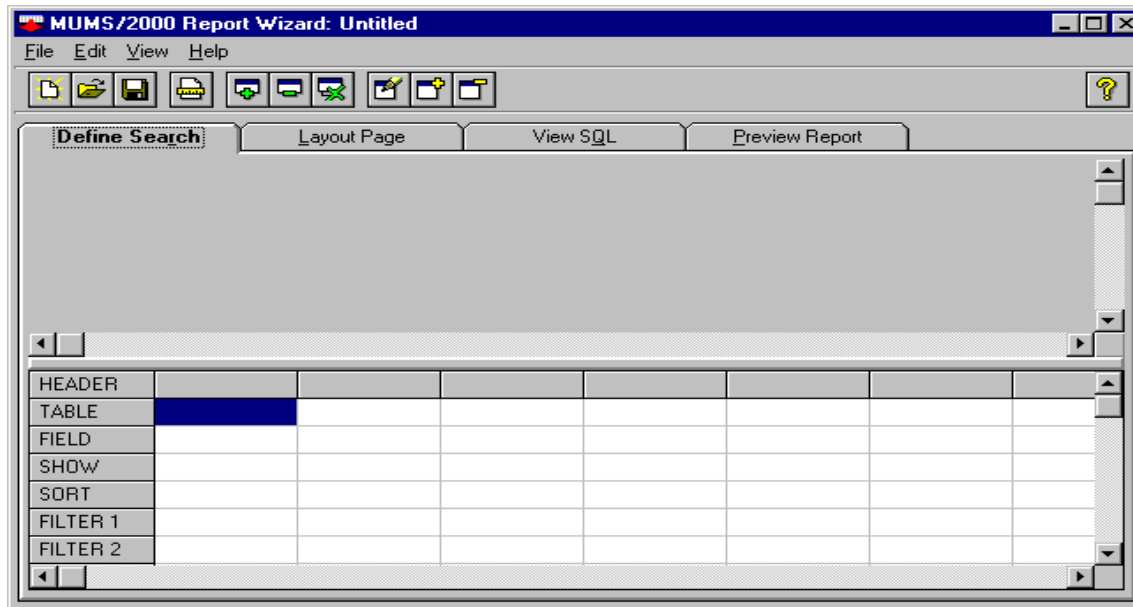 MUMS/2000 Report Wizard: Untitled
File Edit View Help
Define Search Layout Page View SQL Preview Report
HEADER
TABLE
FIELD
SHOW
SORT
FILTER 1
FILTER 2